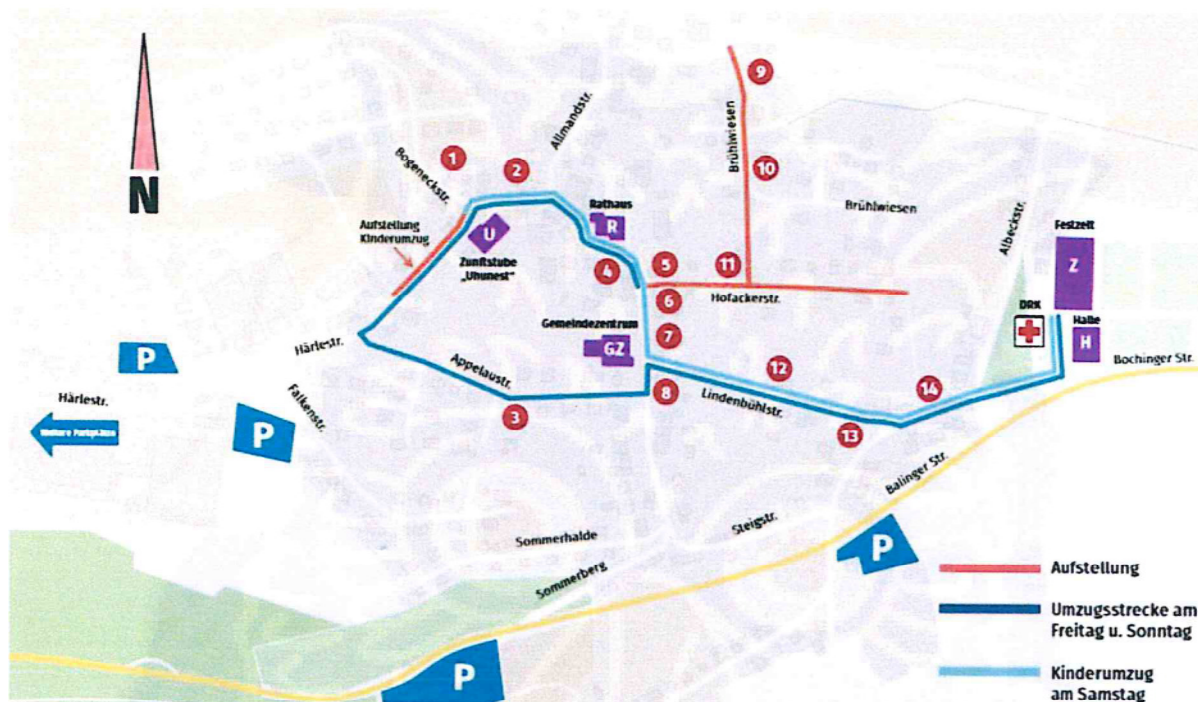 N
1
2
Allmandstr.
Bogeneckstr.
Aufstellung
Kinderumzug
U
Zunftstube
„Uhunest“
Rathaus
R
4
5
6
7
8
9
Brühlwiesen
10
11
Hofackerstr.
Brühlwiesen
Albeckstr.
Festzelt
Z
DRK
Halle
H
Bochinger Str.
Gemeindezentrum
GZ
Härlestr.
Appelaustr.
3
P
Härlestr.
Weitere Parkplätze
Falkenstr.
P
12
Lindenbühlstr.
13
14
Balinger Str.
Steigstr.
P
Sommerhalde
Sommerberg
P
Aufstellung
Umzugsstrecke am
Freitag u. Sonntag
Kinderumzug
am Samstag